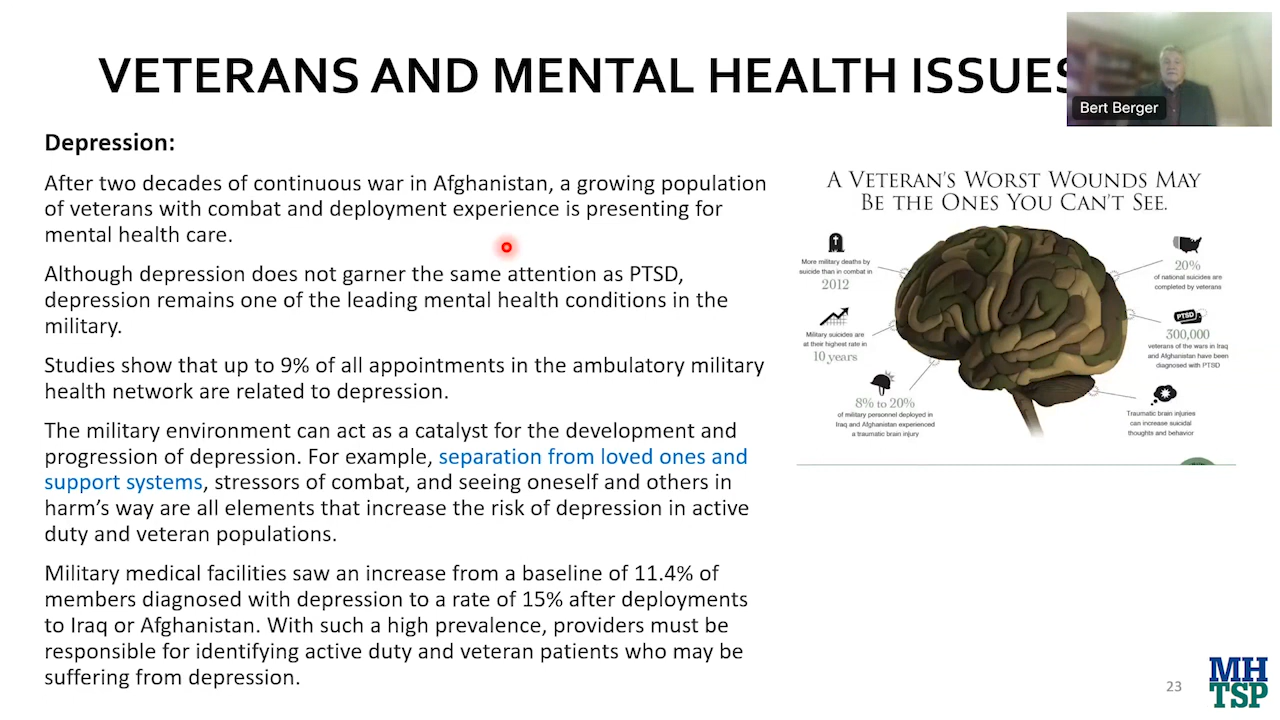 VETERANS AND MENTAL HEALTH ISSUES
Bert Berger
Depression:
After two decades of continuous war in Afghanistan, a growing population
of veterans with combat and deployment experience is presenting for
mental health care.
Although depression does not garner the same attention as PTSD,
depression remains one of the leading mental health conditions in the
military.
Studies show that up to 9% of all appointments in the ambulatory military
health network are related to depression.
The military environment can act as a catalyst for the development and
progression of depression. For example, separation from loved ones and
support systems, stressors of combat, and seeing oneself and others in
harm’s way are all elements that increase the risk of depression in active
duty and veteran populations.
Military medical facilities saw an increase from a baseline of 11.4% of
members diagnosed with depression to a rate of 15% after deployments
to Iraq or Afghanistan. With such a high prevalence, providers must be
responsible for identifying active duty and veteran patients who may be
suffering from depression.
A VETERAN’S WORST WOUNDS MAY
BE THE ONES YOU CAN’T SEE.
More military deaths by
suicide than in combat in
2012
Military suicides are
at their highest rate in
10 years
8% to 20%
of military personnel deployed in
Iraq and Afghanistan experienced
a traumatic brain injury
20%
of national suicides are
completed by veterans
PTSD
300,000
veterans of the wars in Iraq
and Afghanistan have been
diagnosed with PTSD
Traumatic brain injuries
can increase suicidal
thoughts and behavior
23
MH
TSP